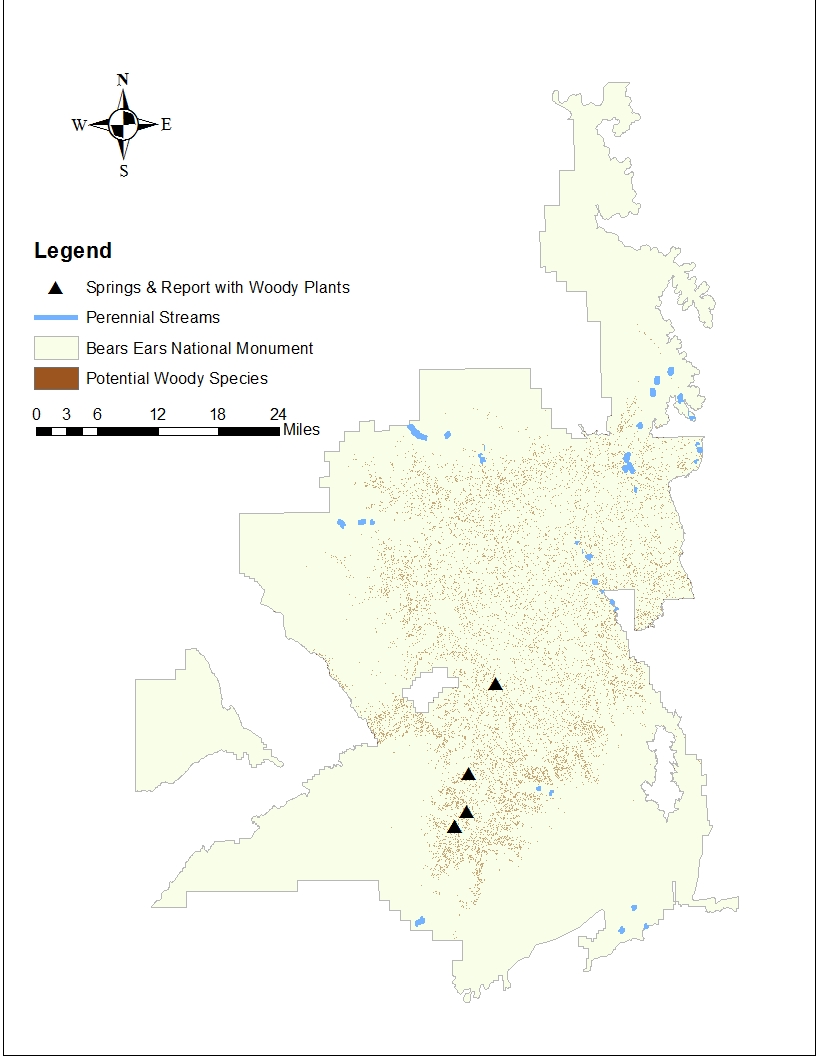 N
W E
S
Legend
Springs & Report with Woody Plants
Perennial Streams
Bears Ears National Monument
Potential Woody Species
0 3 6 12 18 24
Miles